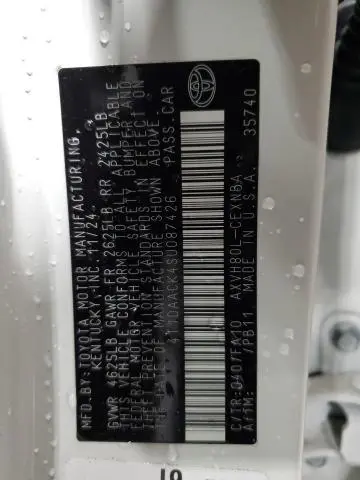 MFD.BY:TOYOTA MOTOR MANUFACTURING,
KENTUCKY,INC.11/24
GVWR 4625LB GAWR-FR 2625LB RR 2425LB
THIS VEHICLE CONFORMS TO ALL APPLICABLE
FEDERAL MOTOR VEHICLE SAFETY, BUMPER AND
THEFT PREVENTION STANDARDS IN EFFECT ON
THE DATE OF MANUFACTURE SHOWN ABOVE.
4T1DAACK4SU087426 PASS.CAR
C/TR:040/FA10 AXVH80L-CEXNBA
A/TM: /PB11 MADE IN U.S.A. 35740